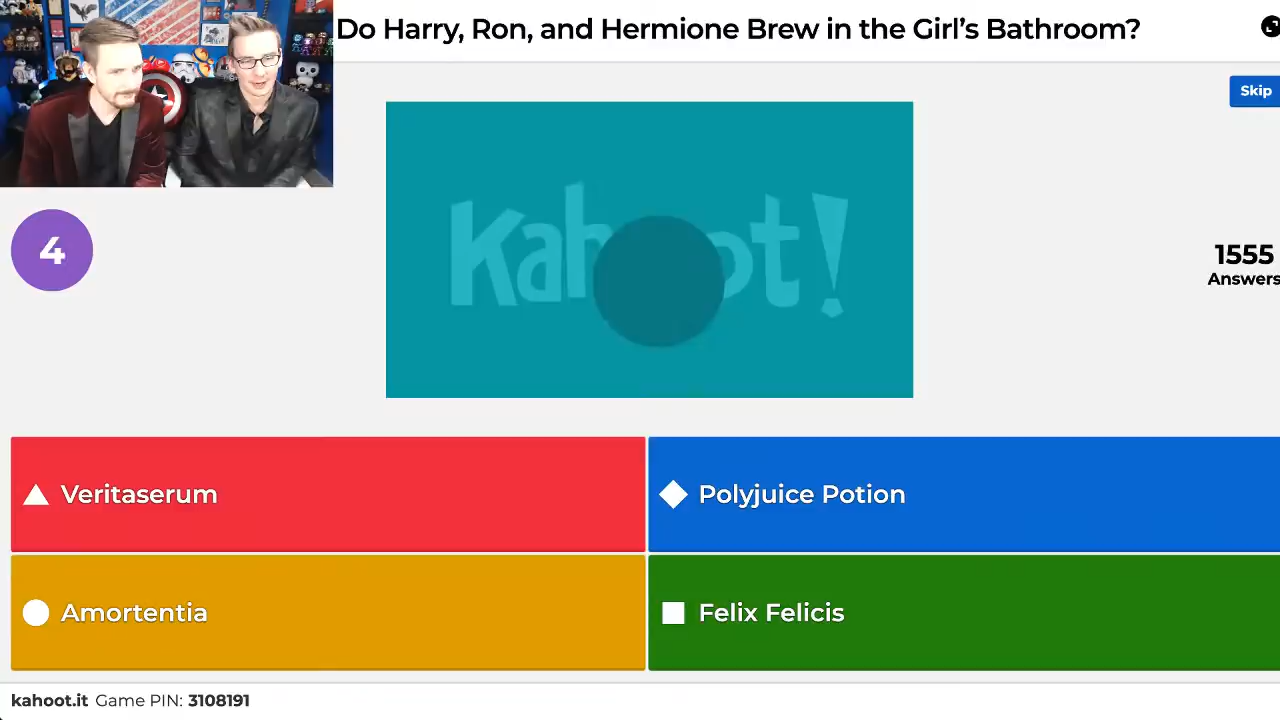 Do Harry, Ron, and Hermione Brew in the Girl's Bathroom?
Skip
4
1555
Answers
Veritaserum
Polyjuice Potion
Amortentia
Felix Felicis
kahoot.it Game PIN: 3108191